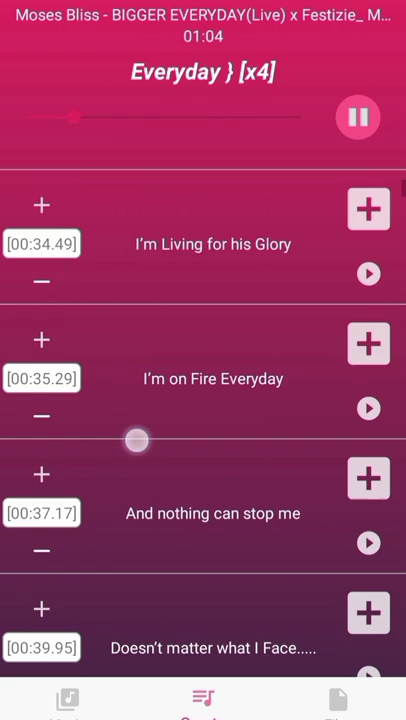 Moses Bliss - BIGGER EVERYDAY(Live) x Festizie_ M...
01:04
Everyday } [x4]
[00:34.49]
I’m Living for his Glory
[00:35.29]
I’m on Fire Everyday
[00:37.17]
And nothing can stop me
[00:39.95]
Doesn’t matter what I Face.....